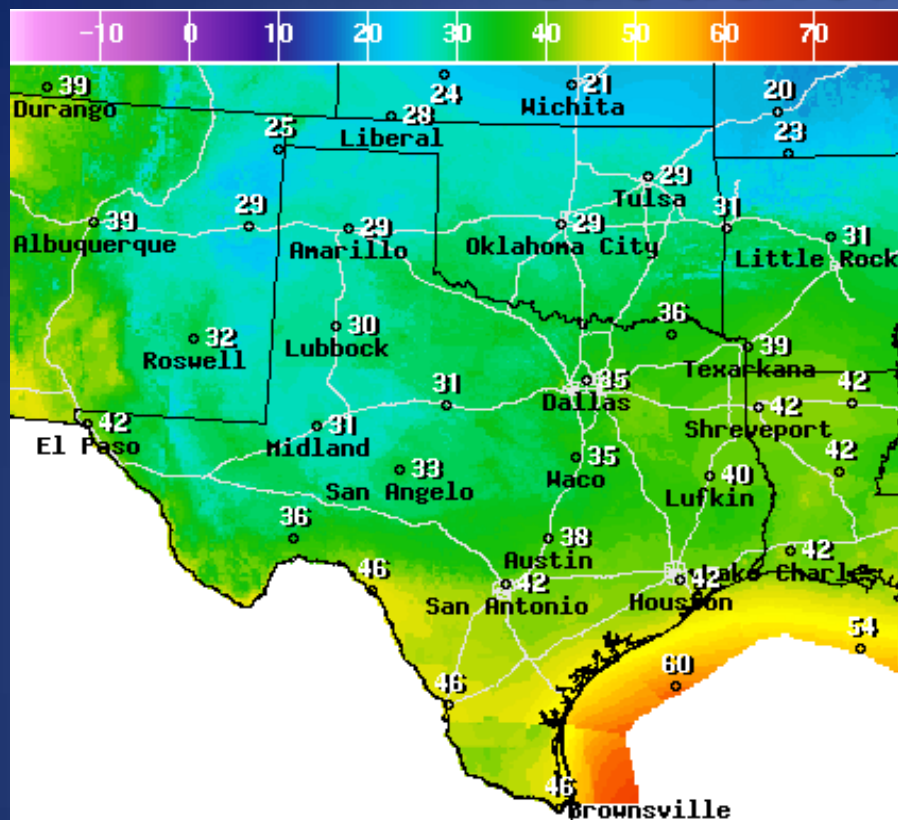 -10 0 10 20 30 40 50 60 70
39
Durango
24
21
Wichita
20
28
Liberal
25
23
29
Tulsa
39
Albuquerque
29
29
Amarillo
29
Oklahoma City
31
31
Little Rock
32
Roswell
30
Lubbock
36
39
Texarkana
35
Dallas
31
42
Shreveport
42
42
El Paso
31
Midland
33
San Angelo
35
Waco
40
Lufkin
42
36
38
Austin
42
Lake Charl
46
42
San Antonio
42
Houston
54
60
46
46
Brownsville